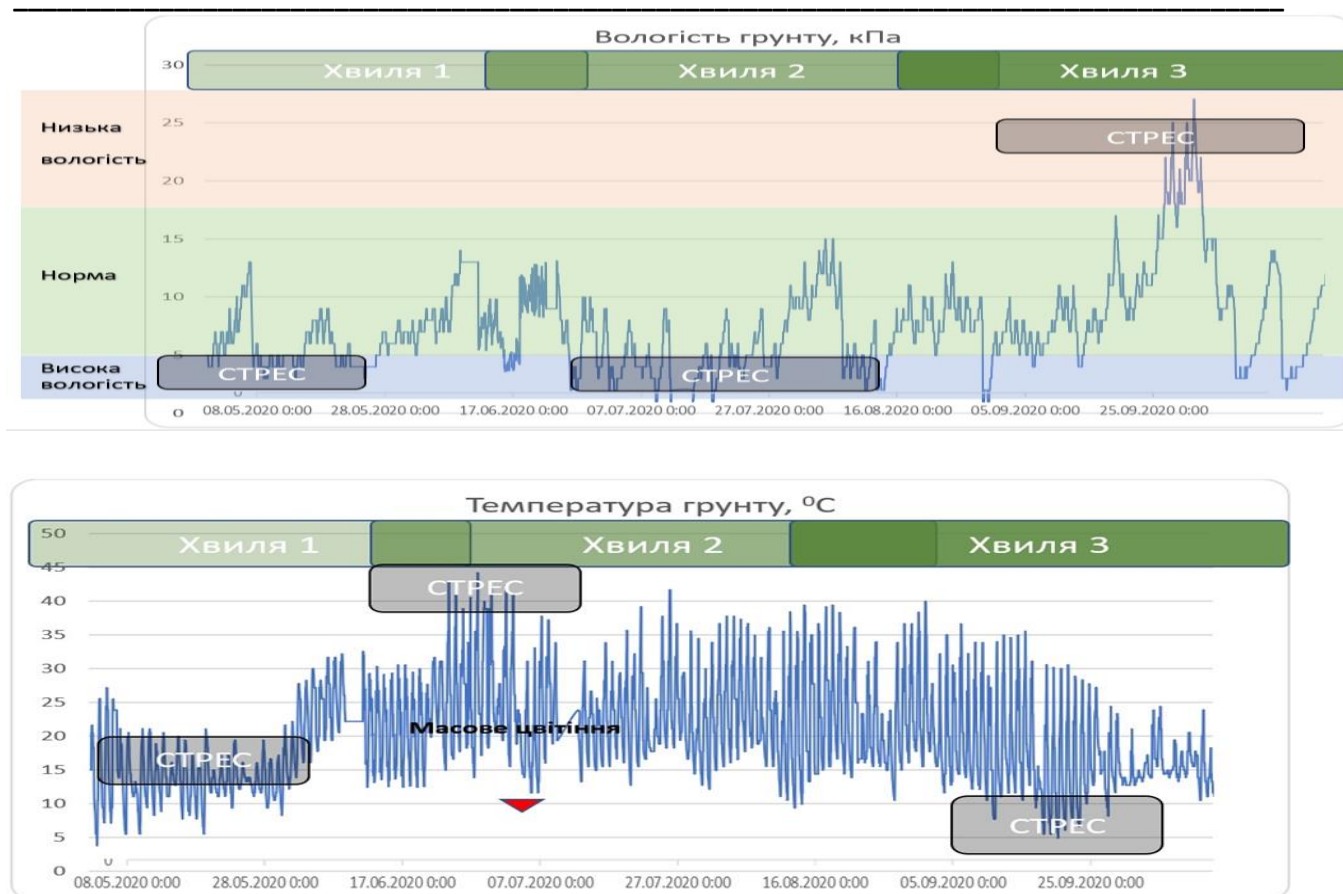 Вологість грунту, кПа
30
Хвиля 1
Хвиля 2
Хвиля 3
Низька
вологість
25
СТРЕС
20
15
Норма
10
5
Висока
вологість
СТРЕС
СТРЕС
0
0
08.05.2020 0:00 28.05.2020 0:00 17.06.2020 0:00 07.07.2020 0:00 27.07.2020 0:00 16.08.2020 0:00 05.09.2020 0:00 25.09.2020 0:00
Температура грунту, ⁰С
50
Хвиля 1
Хвиля 2
Хвиля 3
45
СТРЕС
40
35
30
25
Масове цвітіння
20
СТРЕС
15
10
СТРЕС
5
0
0
08.05.2020 0:00 28.05.2020 0:00 17.06.2020 0:00 07.07.2020 0:00 27.07.2020 0:00 16.08.2020 0:00 05.09.2020 0:00 25.09.2020 0:00